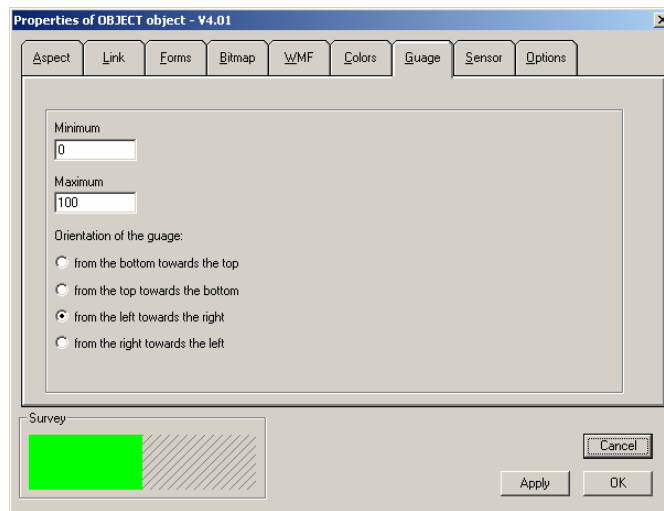 Properties of OBJECT object - V4.01
Aspect Link Forms Bitmap WMF Colors Guage Sensor Options
Minimum
0
Maximum
100
Orientation of the guage:
from the bottom towards the top
from the top towards the bottom
from the left towards the right
from the right towards the left
Survey
Cancel
Apply OK